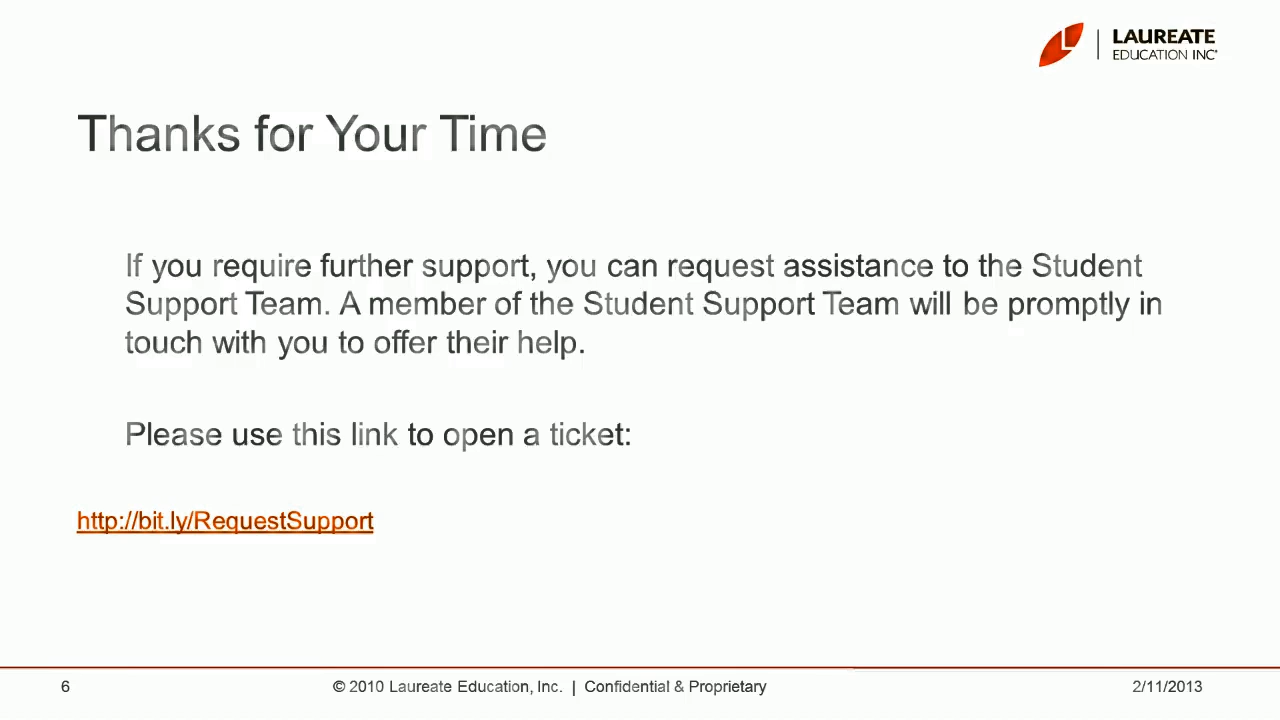 LAUREATE
EDUCATION INC
Thanks for Your Time
If you require further support, you can request assistance to the Student
Support Team. A member of the Student Support Team will be promptly in
touch with you to offer their help.
Please use this link to open a ticket:
http://bit.ly/RequestSupport
6 © 2010 Laureate Education, Inc. | Confidential & Proprietary 2/11/2013